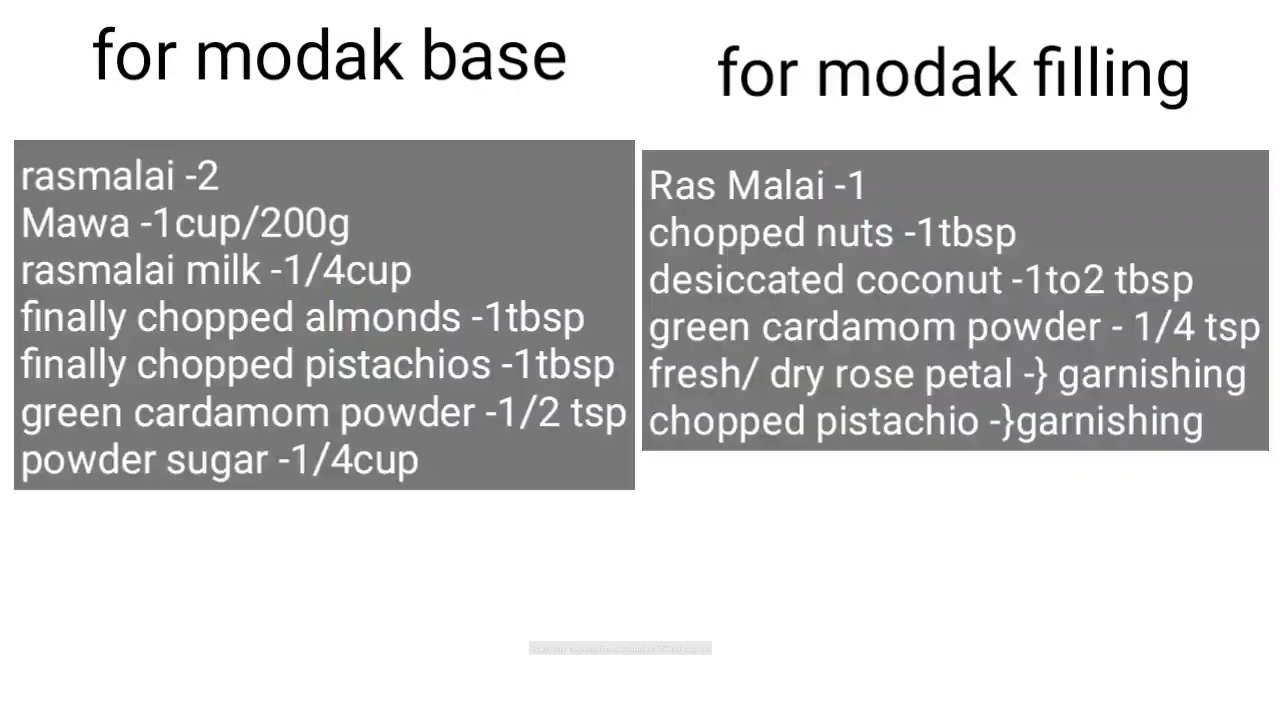 for modak base
rasmalai -2
Mawa -1cup/200g
rasmalai milk -1/4cup
finally chopped almonds -1tbsp
finally chopped pistachios -1tbsp
green cardamom powder -1/2 tsp
powder sugar -1/4cup
for modak filling
Ras Malai -1
chopped nuts -1tbsp
desiccated coconut -1to2 tbsp
green cardamom powder - 1/4 tsp
fresh/ dry rose petal -} garnishing
chopped pistachio -}garnishing